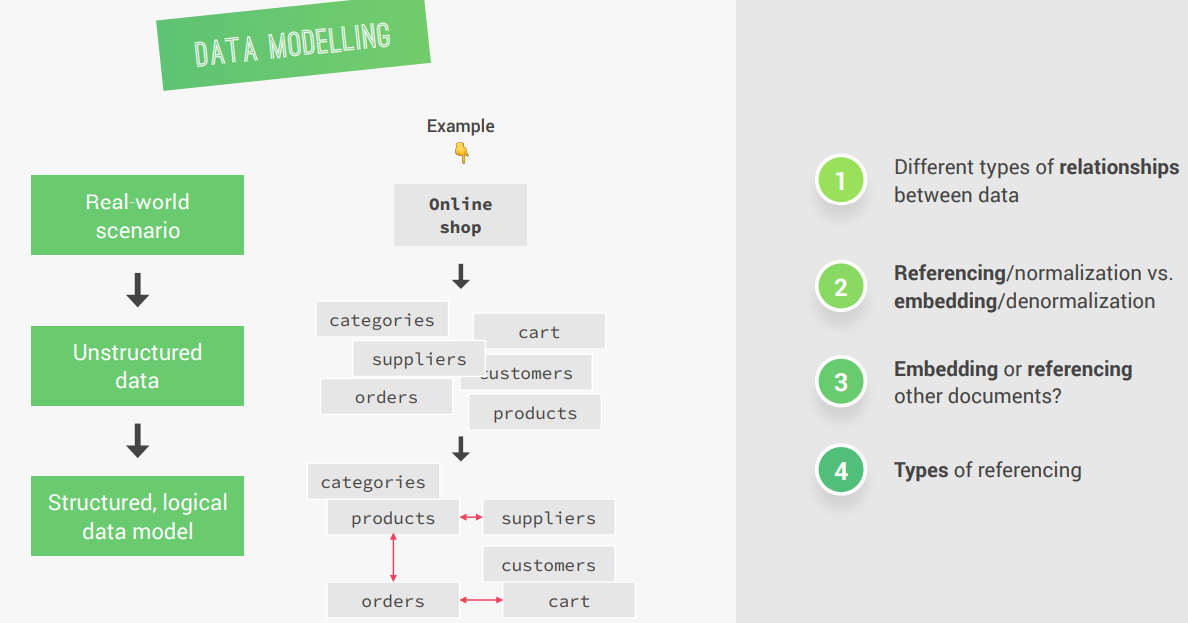 DATA MODELLING
Real-world
scenario
Unstructured
data
Structured, logical
data model
Example
Online
shop
categories
cart
suppliers
customers
orders
products
categories
products
suppliers
customers
orders
cart
1
Different types of relationships
between data
2
Referencing/normalization vs.
embedding/denormalization
3
Embedding or referencing
other documents?
4
Types of referencing